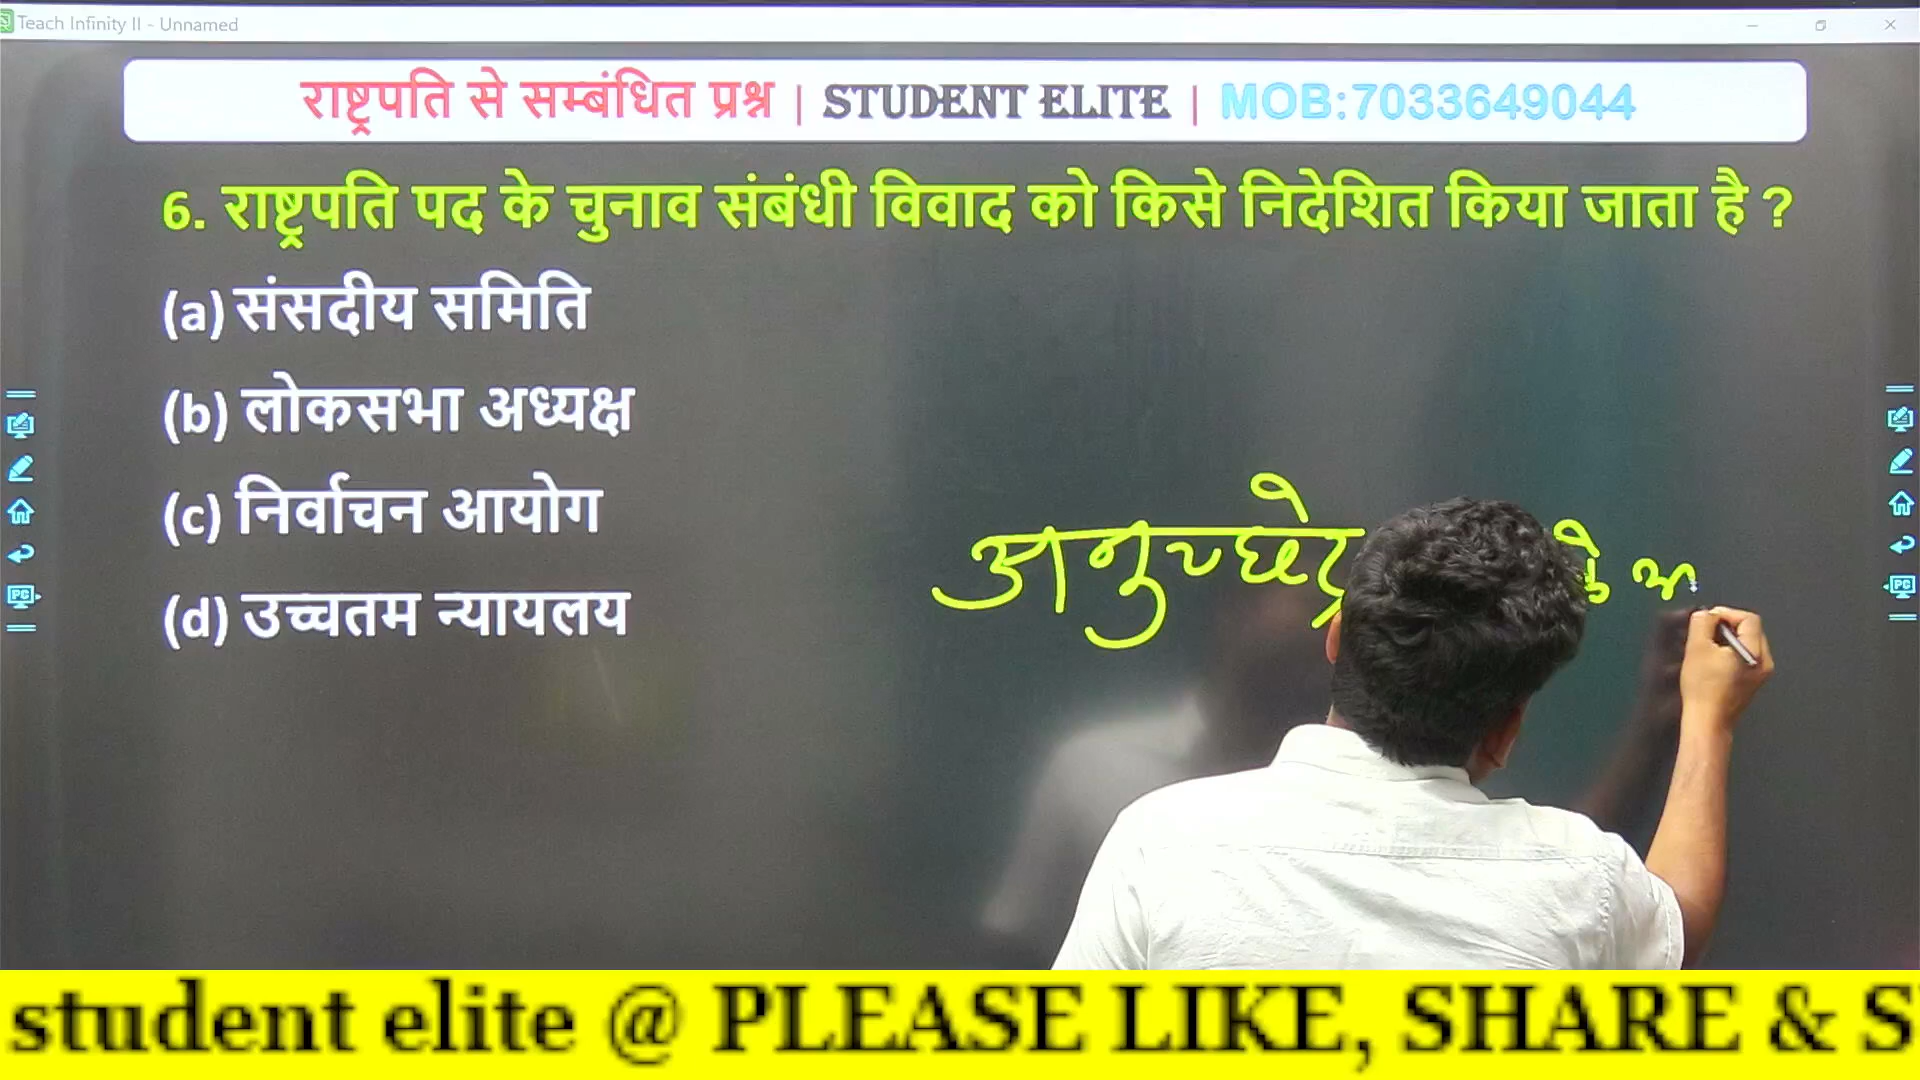 Teach Infinity II - Unnamed
राष्ट्रपति से सम्बंधित प्रश्न | STUDENT ELITE | MOB:7033649044
6. राष्ट्रपति पद के चुनाव संबंधी विवाद को किसे निदेशित किया जाता है ?
(a) संसदीय समिति
(b) लोकसभा अध्यक्ष
(c) निर्वाचन आयोग
(d) उच्चतम न्यायलय
अनुच्छेद
student elite @ PLEASE LIKE, SHARE & S